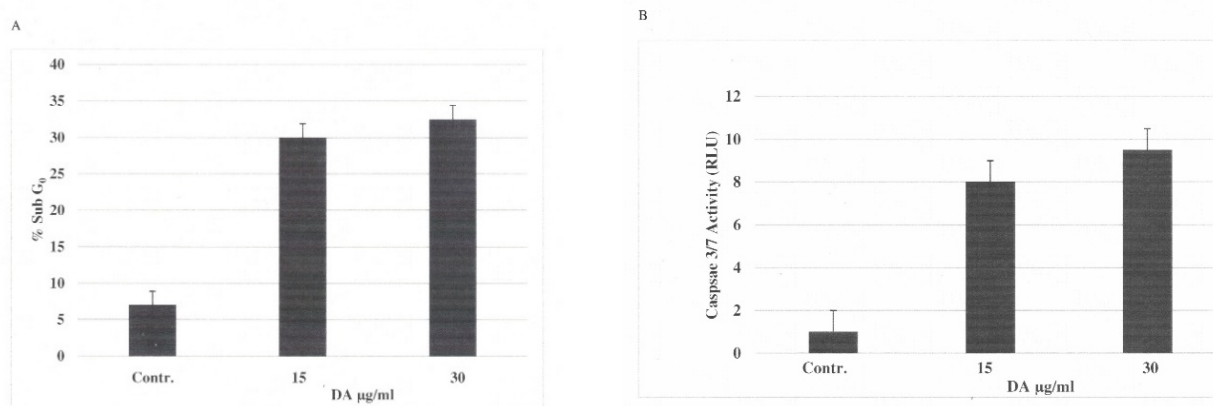 A
% Sub G₀
40
35
30
25
20
15
10
5
0
Contr.
15
30
DA µg/ml
B
Caspsac 3/7 Activity (RLU)
12
10
8
6
4
2
0
Contr.
15
30
DA µg/ml